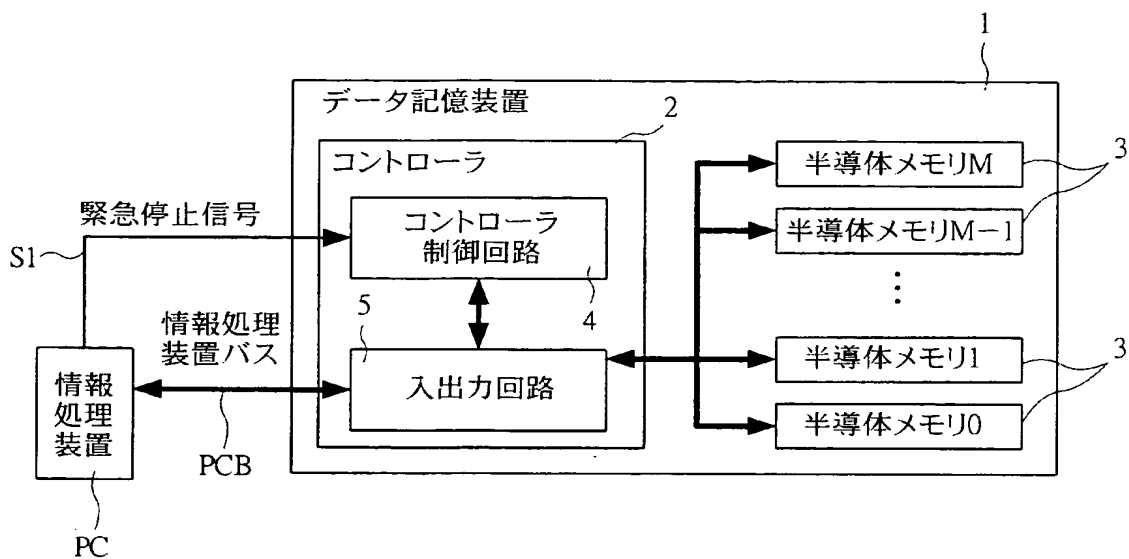 1
データ記憶装置
2
コントローラ
半導体メモリM
3
緊急停止信号
コントローラ
制御回路
半導体メモリM-1
S1
4
⋯
情報処理
装置バス
5
半導体メモリ1
3
情報
処理
装置
入出力回路
半導体メモリ0
PCB
PC